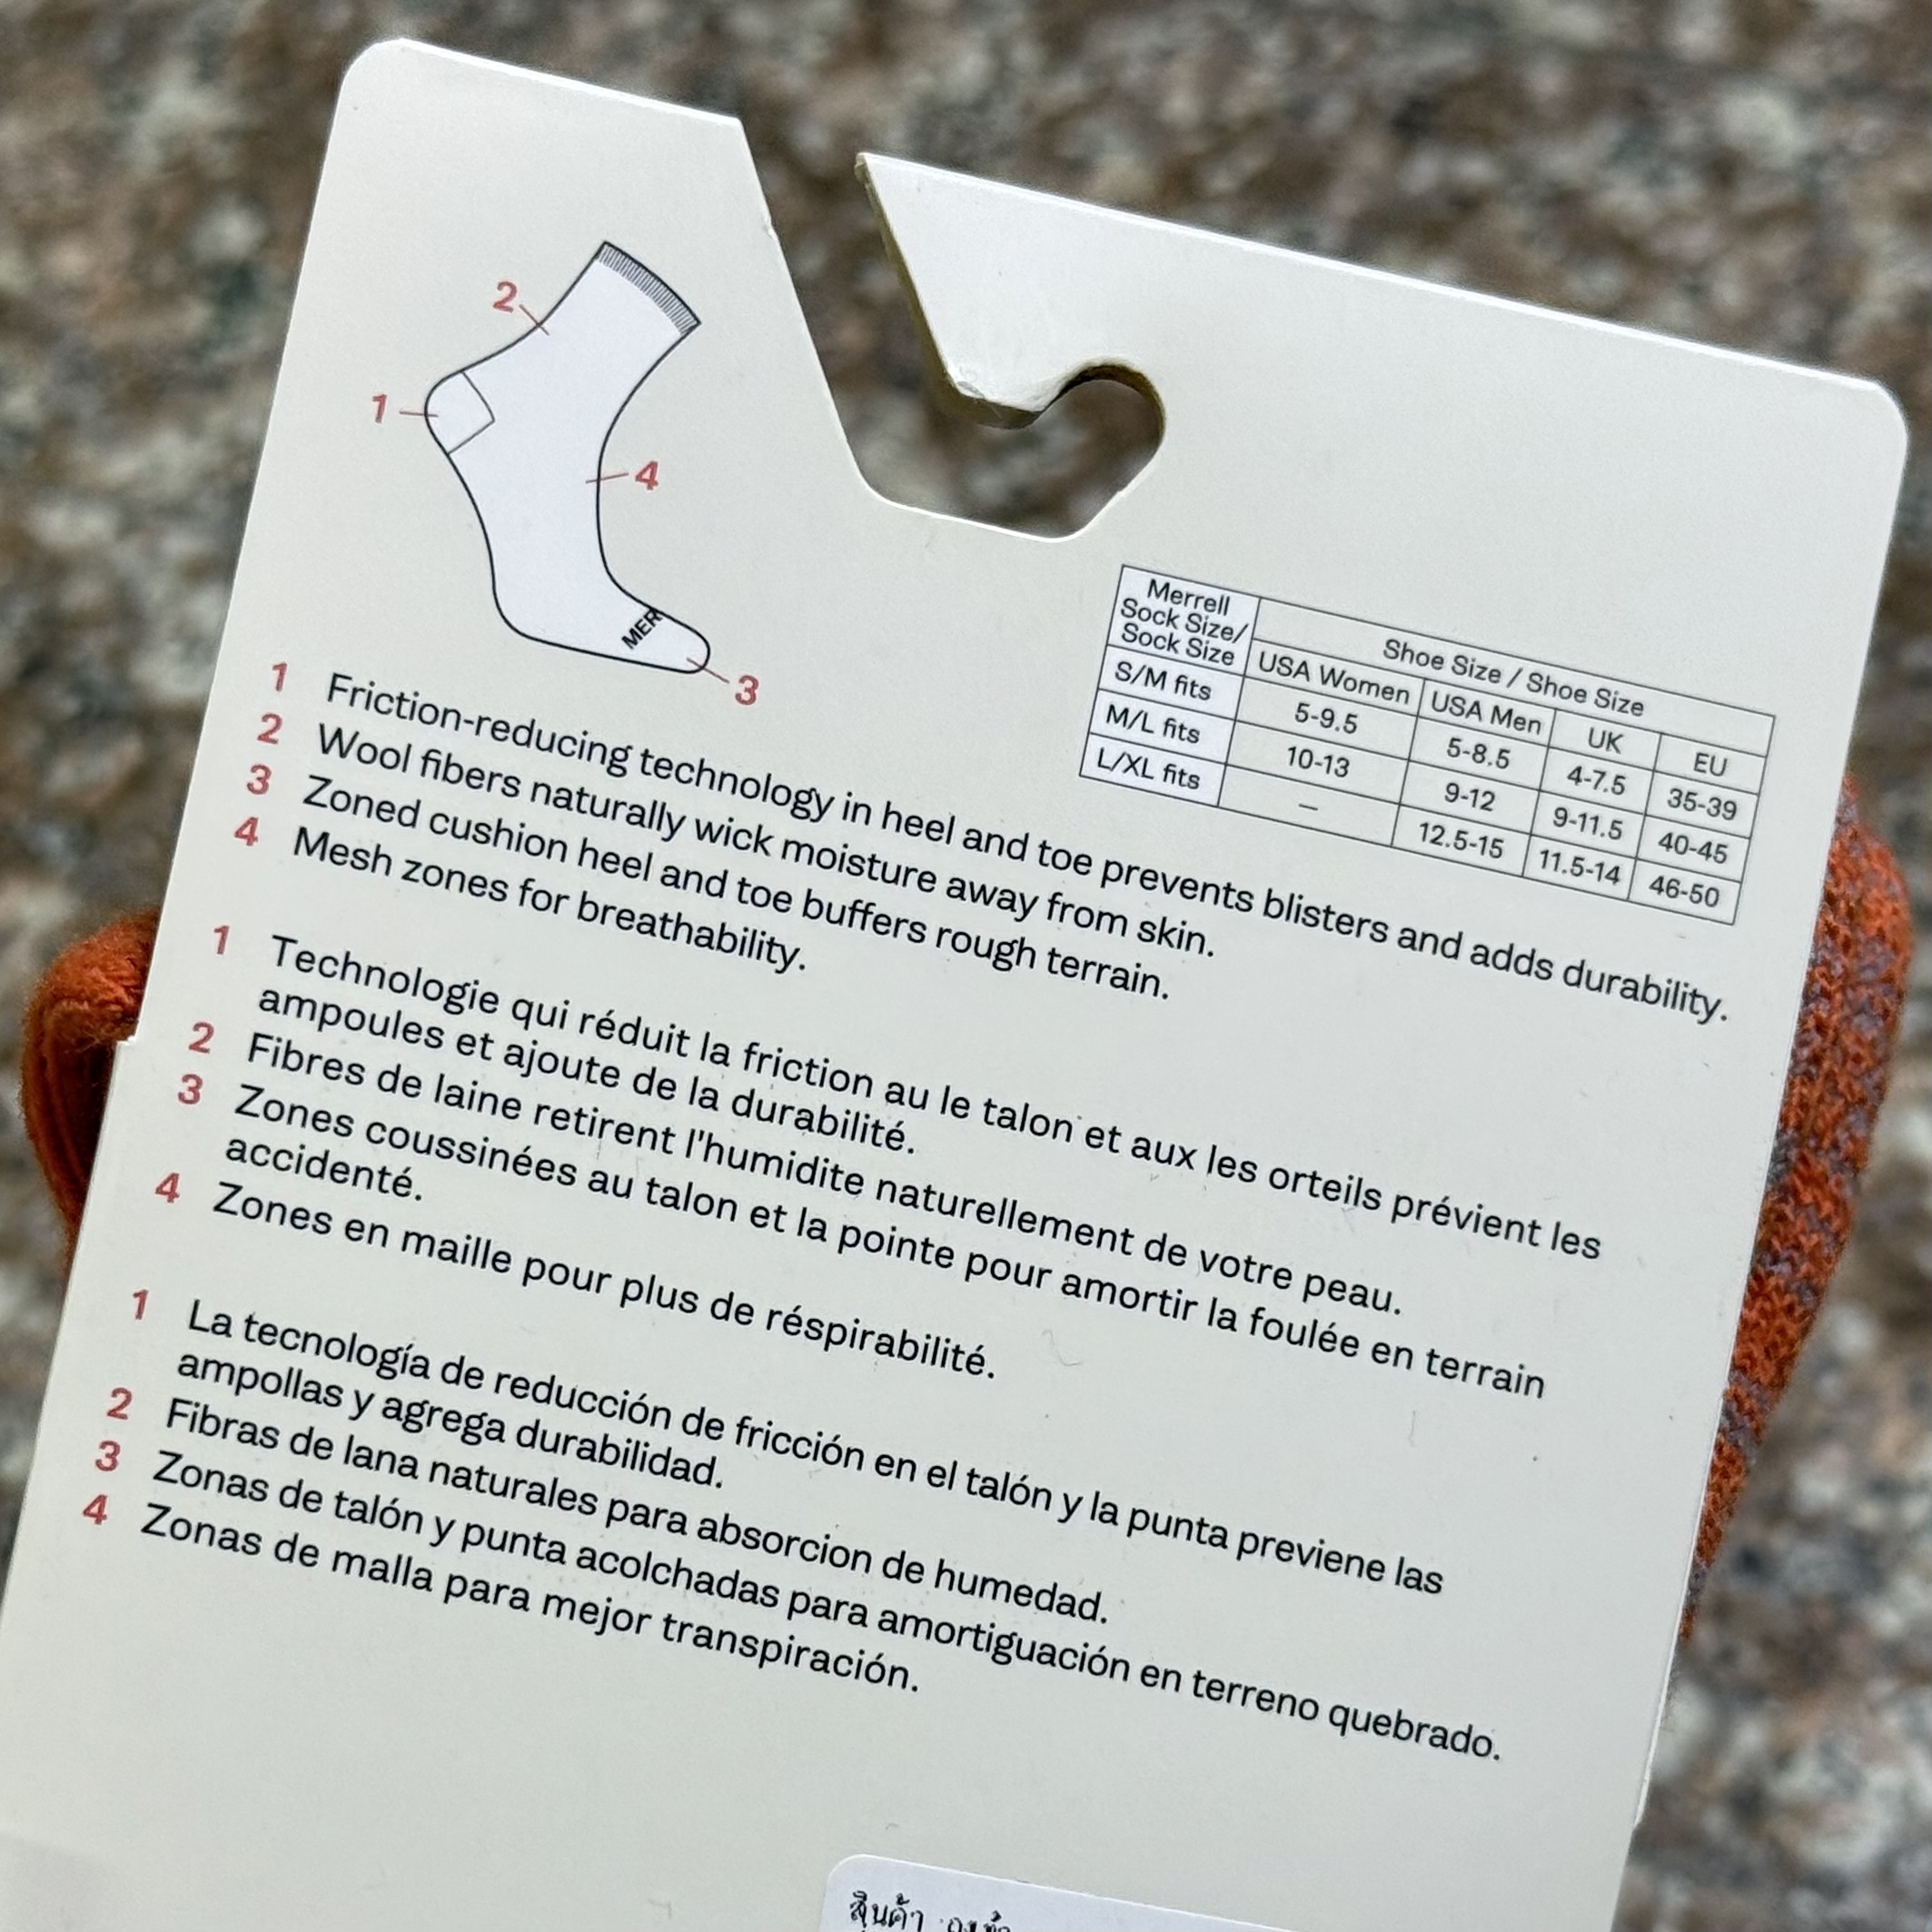 2
1
4
MER
3
Merrell
Sock Size/
Sock Size
Shoe Size / Shoe Size
USA Women USA Men UK EU
S/M fits 5-9.5 5-8.5 4-7.5 35-39
M/L fits 10-13 9-12 9-11.5 40-45
L/XL fits — 12.5-15 11.5-14 46-50
1 Friction-reducing technology in heel and toe prevents blisters and adds durability.
2 Wool fibers naturally wick moisture away from skin.
3 Zoned cushion heel and toe buffers rough terrain.
4 Mesh zones for breathability.
1 Technologie qui réduit la friction au le talon et aux les orteils prévient les
ampoules et ajoute de la durabilité.
2 Fibres de laine retirent l'humidite naturellement de votre peau.
3 Zones coussinées au talon et la pointe pour amortir la foulée en terrain
accidenté.
4 Zones en maille pour plus de réspirabilité.
1 La tecnología de reducción de fricción en el talón y la punta previene las
ampollas y agrega durabilidad.
2 Fibras de lana naturales para absorcion de humedad.
3 Zonas de talón y punta acolchadas para amortiguación en terreno quebrado.
4 Zonas de malla para mejor transpiración.
สินค้า